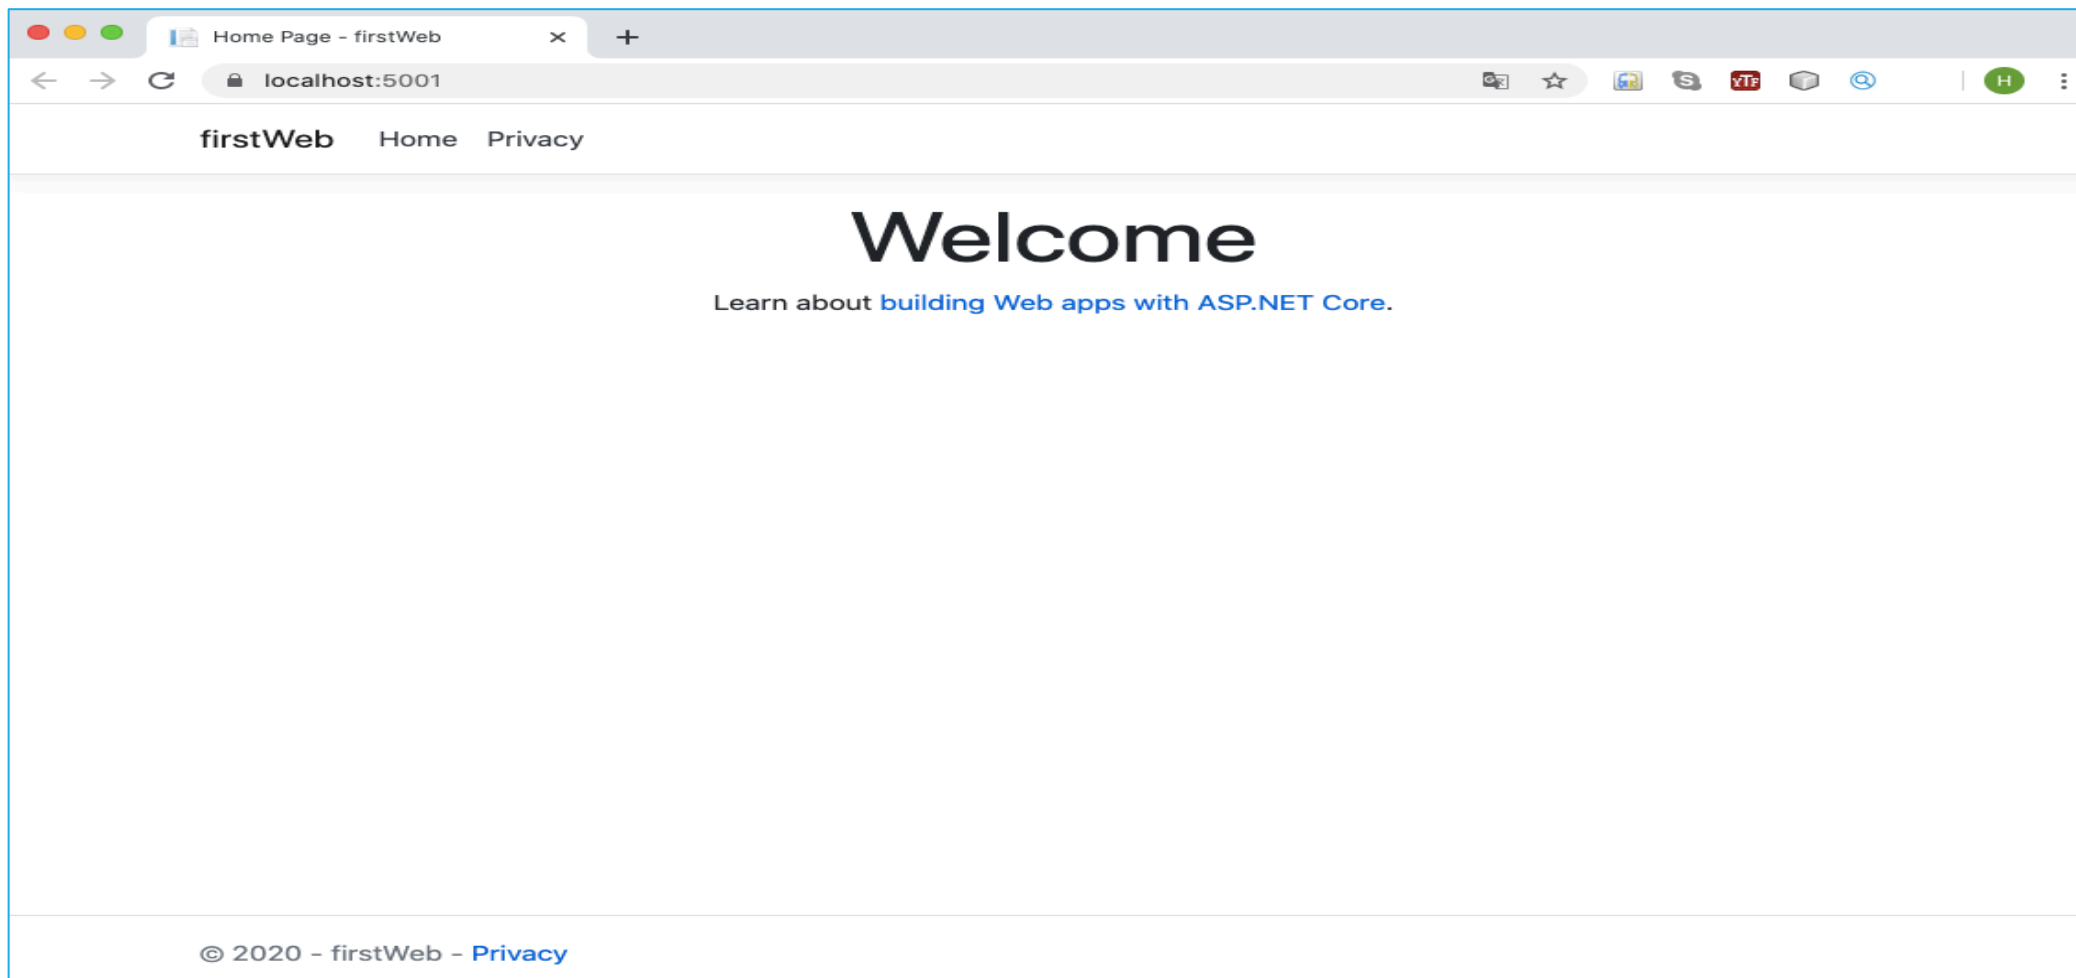 Home Page - firstWeb
localhost:5001
YTF
H
firstWeb Home Privacy
Welcome
Learn about building Web apps with ASP.NET Core.
© 2020 - firstWeb - Privacy